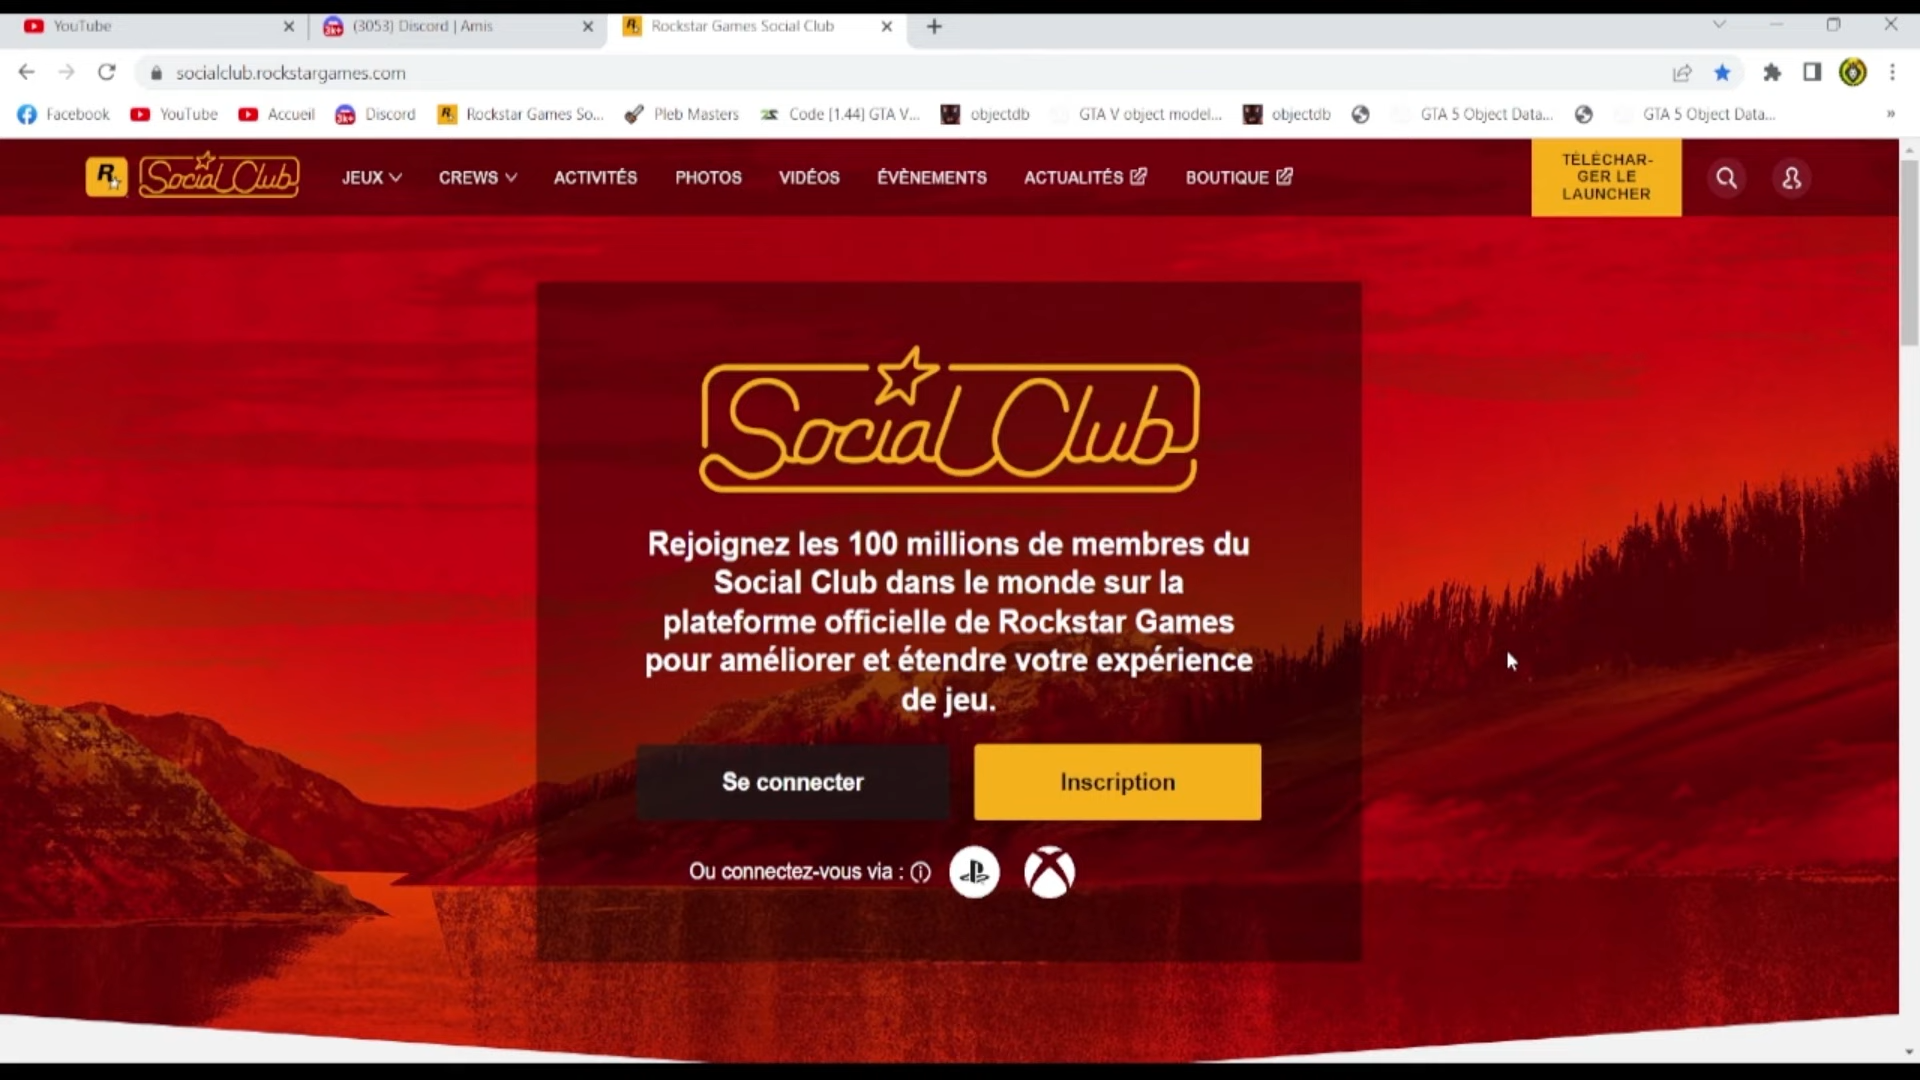 YouTube
(3053) Discord | Amis
Rockstar Games Social Club
socialclub.rockstargames.com
Facebook
YouTube
Accueil
Discord
Rockstar Games So...
Pleb Masters
Code [1.44] GTA V...
objectdb
GTA V object model...
objectdb
GTA 5 Object Data...
GTA 5 Object Data...
»
R
Social Club
JEUX
CREWS
ACTIVITÉS
PHOTOS
VIDÉOS
ÉVÈNEMENTS
ACTUALITÉS
BOUTIQUE
TÉLÉCHAR-
GER LE
LAUNCHER
Social Club
Rejoignez les 100 millions de membres du
Social Club dans le monde sur la
plateforme officielle de Rockstar Games
pour améliorer et étendre votre expérience
de jeu.
Se connecter
Inscription
Ou connectez-vous via :